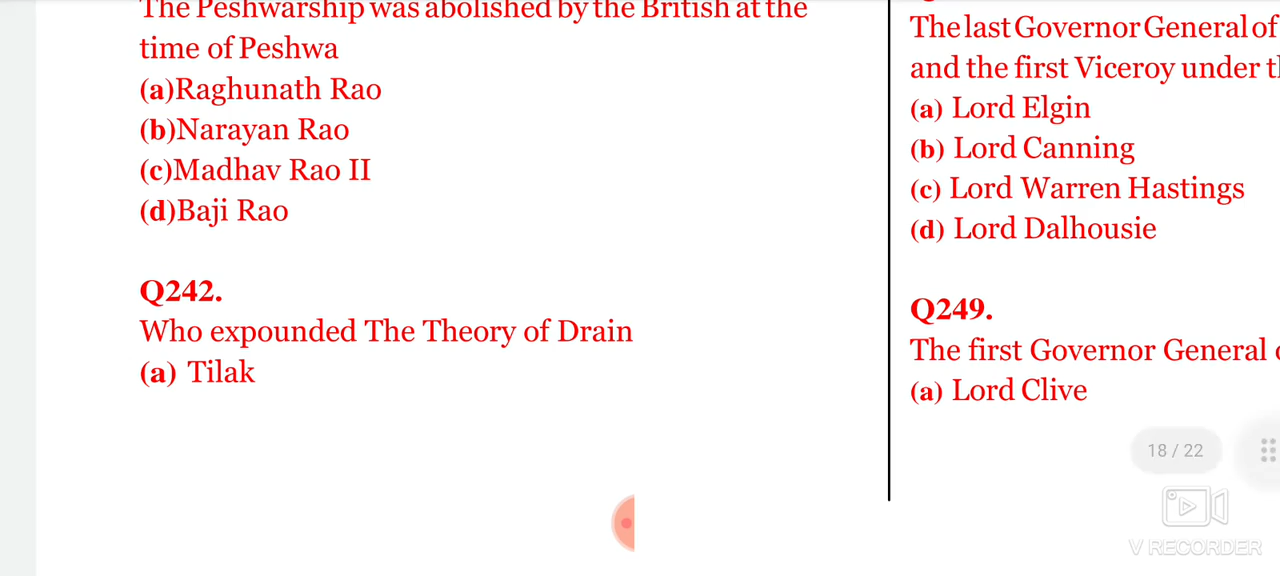 The Peshwarship was abolished by the British at the
time of Peshwa
(a)Raghunath Rao
(b)Narayan Rao
(c)Madhav Rao II
(d)Baji Rao
Q242.
Who expounded The Theory of Drain
(a) Tilak
The last Governor General of
and the first Viceroy under
(a) Lord Elgin
(b) Lord Canning
(c) Lord Warren Hastings
(d) Lord Dalhousie
Q249.
The first Governor General
(a) Lord Clive
18 / 22
V RECORDER